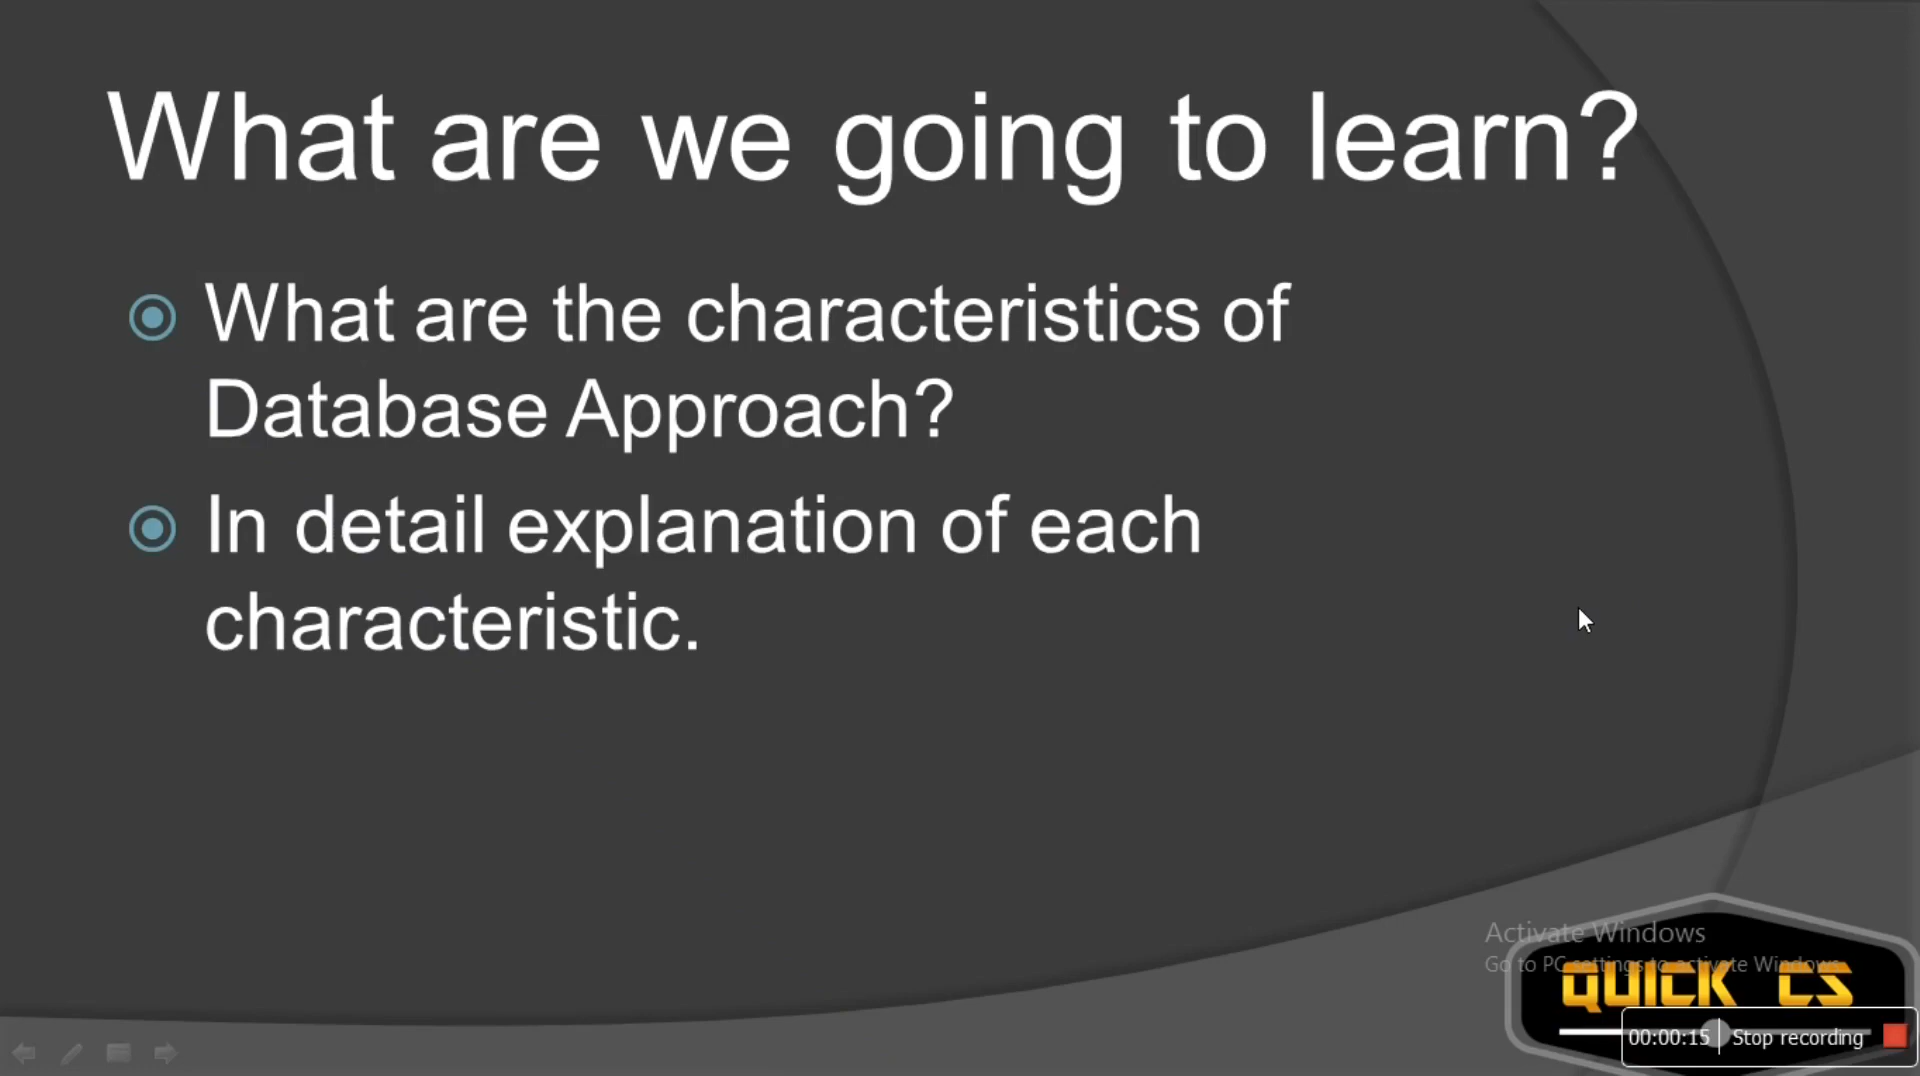 What are we going to learn?
What are the characteristics of
Database Approach?
In detail explanation of each
characteristic.
Activate Windows
Go to PC settings to activate Windows.
QUICK CS
00:00:15 Stop recording